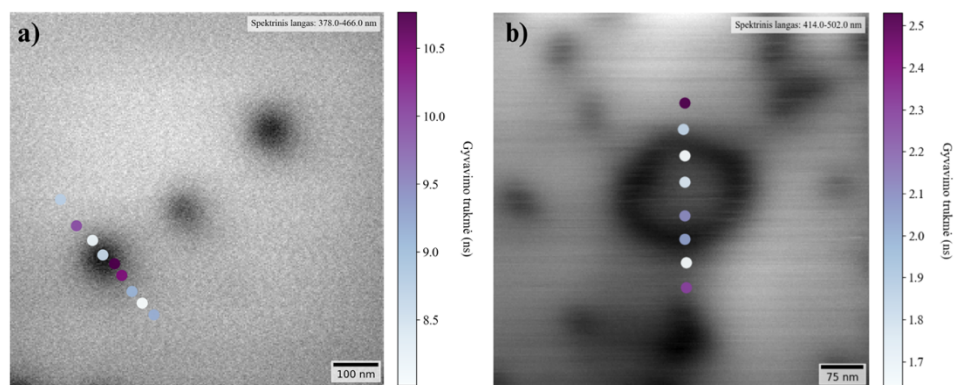 a)
Spektrinis langas: 378.0-466.0 nm
10.5
10.0
9.5
9.0
8.5
Gyvavimo trukmė (ns)
100 nm
b)
Spektrinis langas: 414.0-502.0 nm
2.5
2.4
2.3
2.2
2.1
2.0
1.9
1.8
1.7
Gyvavimo trukmė (ns)
75 nm